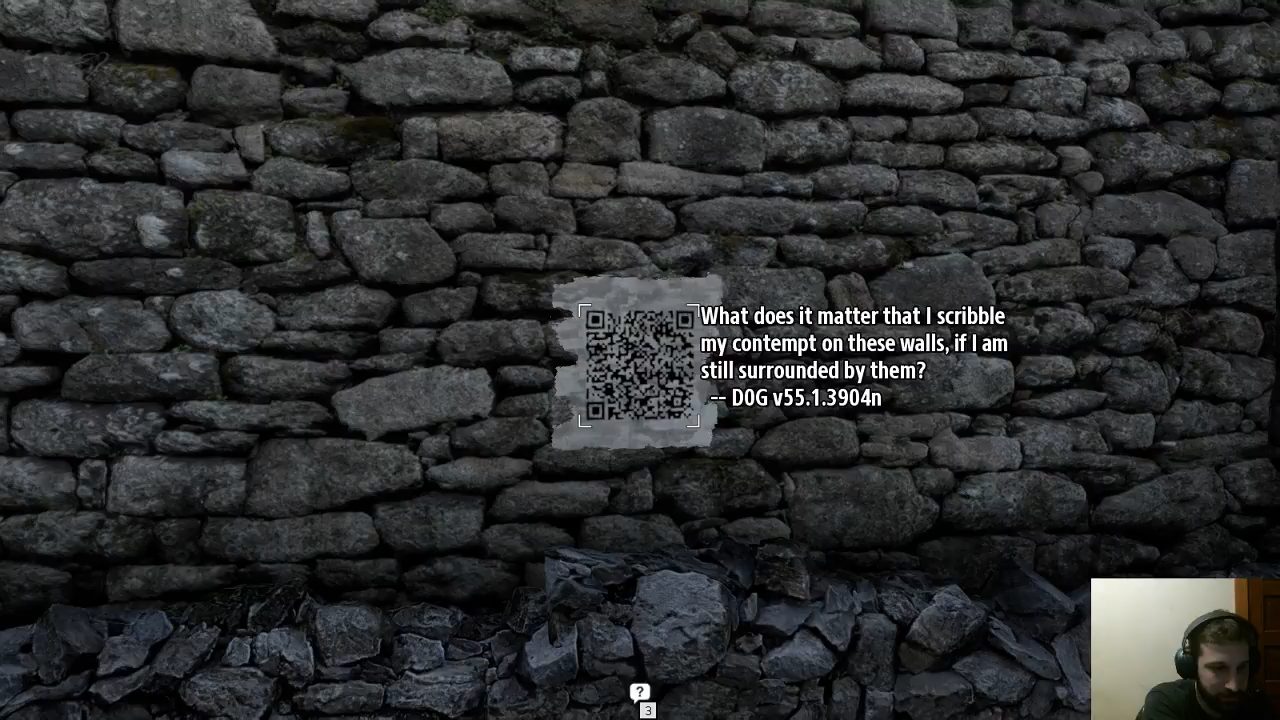 What does it matter that I scribble
my contempt on these walls, if I am
still surrounded by them?
-- D0G v55.1.3904n
?
3